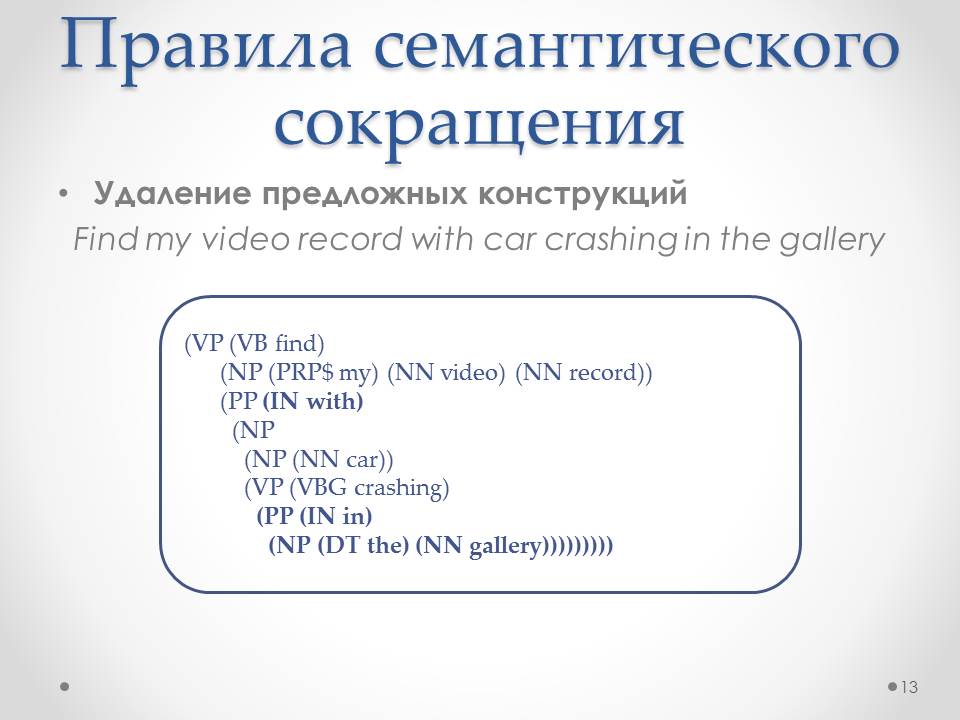 Правила семантического
сокращения
• Удаление предложных конструкций
Find my video record with car crashing in the gallery
(VP (VB find)
(NP (PRP$ my) (NN video) (NN record))
(PP (IN with)
(NP
(NP (NN car))
(VP (VBG crashing)
(PP (IN in)
(NP (DT the) (NN gallery)))))))))
13